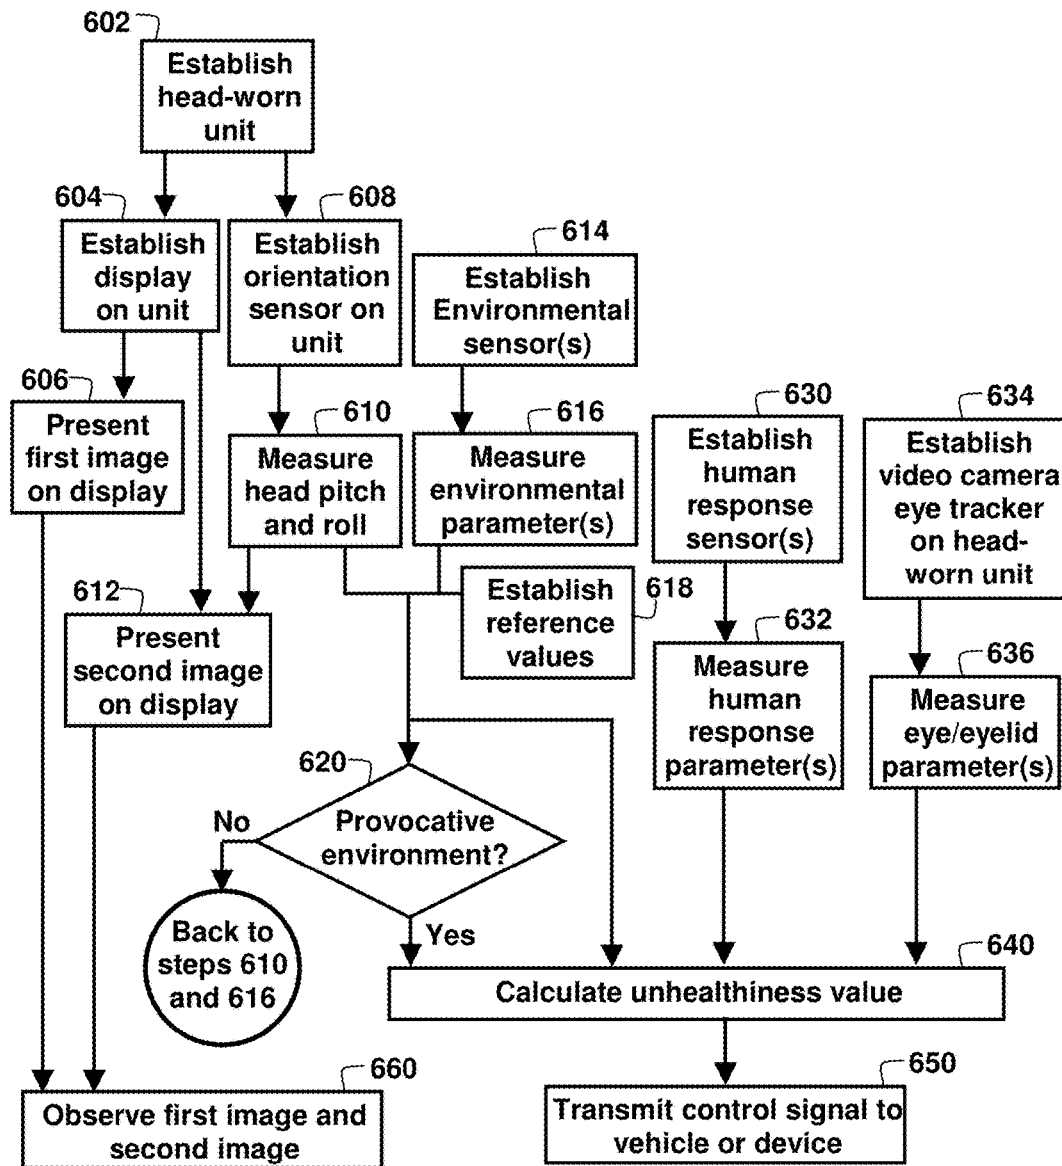 602
Establish
head-worn
unit
604
Establish
display
on unit
608
Establish
orientation
sensor on
unit
614
Establish
Environmental
sensor(s)
606
Present
first image
on display
610
Measure
head pitch
and roll
616
Measure
environmental
parameter(s)
630
Establish
human
response
sensor(s)
634
Establish
video camera
eye tracker
on head-
worn unit
612
Present
second image
on display
Establish
reference
values
618
632
Measure
human
response
parameter(s)
636
Measure
eye/eyelid
parameter(s)
620
Provocative
environment?
No
Yes
Back to
steps 610
and 616
640
Calculate unhealthiness value
660
Observe first image and
second image
650
Transmit control signal to
vehicle or device